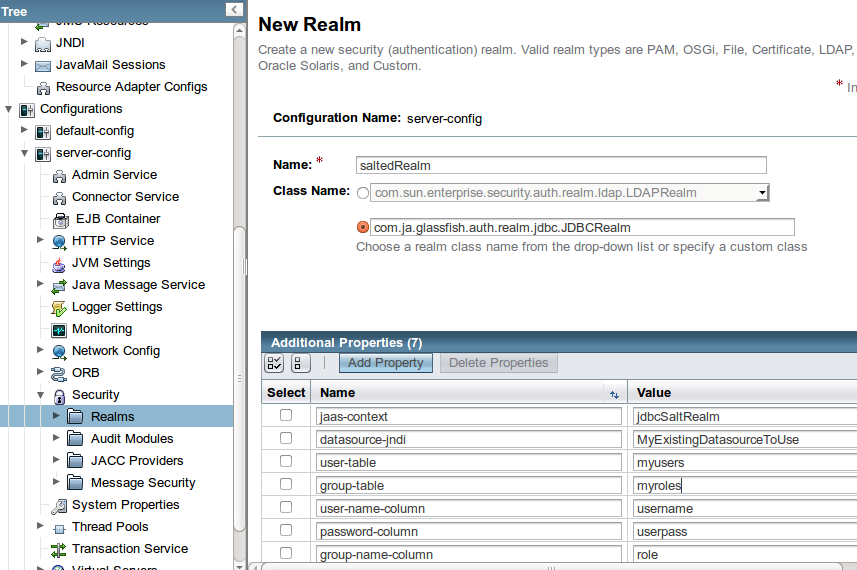 Tree
JMS Resources
JNDI
JavaMail Sessions
Resource Adapter Configs
Configurations
default-config
server-config
Admin Service
Connector Service
EJB Container
HTTP Service
JVM Settings
Java Message Service
Logger Settings
Monitoring
Network Config
ORB
Security
Realms
Audit Modules
JACC Providers
Message Security
System Properties
Thread Pools
Transaction Service
Virtual Servers
New Realm
Create a new security (authentication) realm. Valid realm types are PAM, OSGi, File, Certificate, LDAP,
Oracle Solaris, and Custom.
* In
Configuration Name: server-config
Name: * saltedRealm
Class Name: com.sun.enterprise.security.auth.realm.ldap.LDAPRealm
com.ja.glassfish.auth.realm.jdbc.JDBCRealm
Choose a realm class name from the drop-down list or specify a custom class
Additional Properties (7)
Add Property Delete Properties
Select Name Value
jaas-context jdbcSaltRealm
datasource-jndi MyExistingDatasourceToUse
user-table myusers
group-table myroles
user-name-column username
password-column userpass
group-name-column role